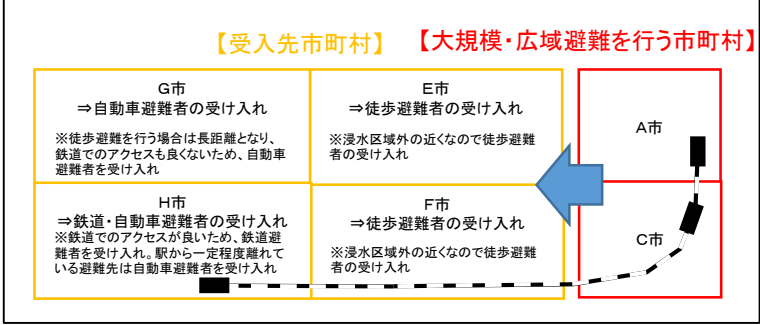 【受入先市町村】
【大規模・広域避難を行う市町村】
G市
⇒自動車避難者の受け入れ
※徒歩避難を行う場合は長距離となり、
鉄道でのアクセスも良くないため、自動車
避難者を受け入れ
E市
⇒徒歩避難者の受け入れ
※浸水区域外の近くなので徒歩避難
者の受け入れ
A市
H市
⇒鉄道・自動車避難者の受け入れ
※鉄道でのアクセスが良いため、鉄道避
難者を受け入れ。駅から一定程度離れて
いる避難先は自動車避難者を受け入れ
F市
⇒徒歩避難者の受け入れ
※浸水区域外の近くなので徒歩避難
者の受け入れ
C市